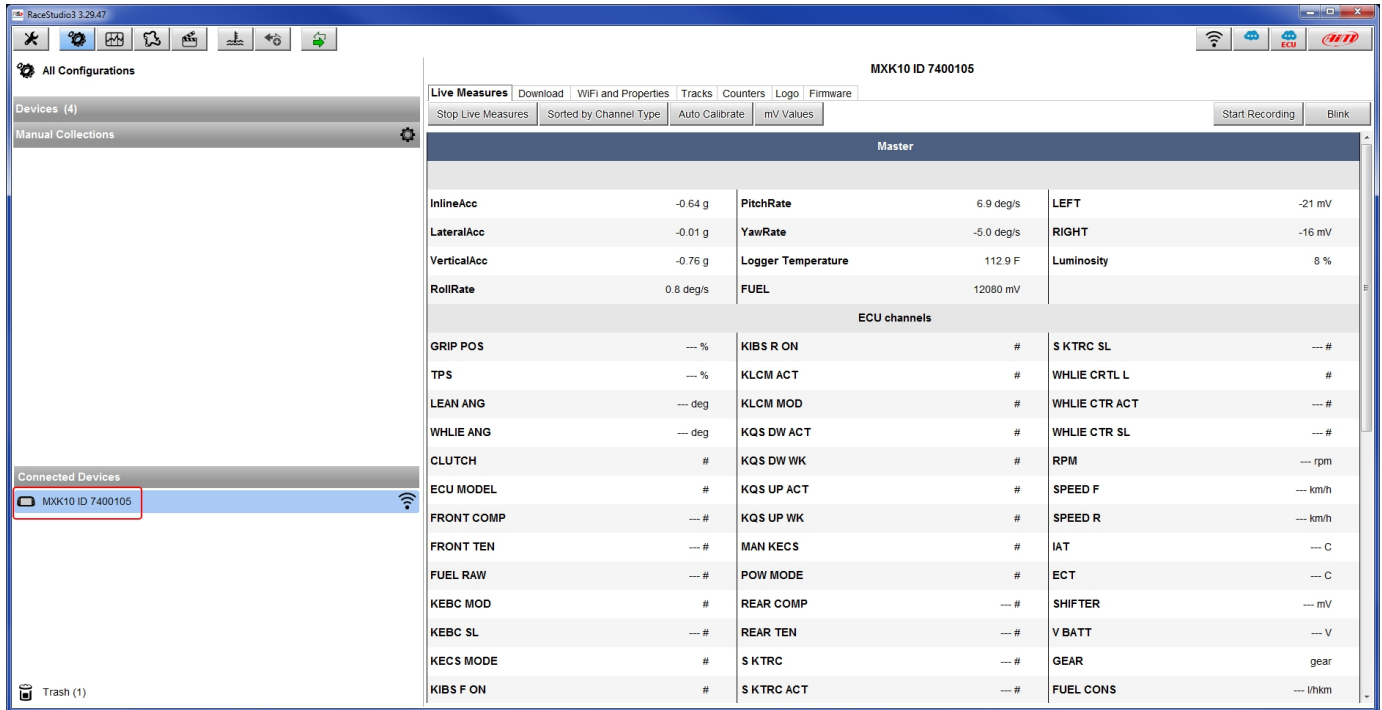 RaceStudio3 3.29.47
ECU
AiM
All Configurations
MXK10 ID 7400105
Live Measures Download WiFi and Properties Tracks Counters Logo Firmware
Devices (4)
Stop Live Measures Sorted by Channel Type Auto Calibrate mV Values Start Recording Blink
Manual Collections
Master
InlineAcc -0.64 g PitchRate 6.9 deg/s LEFT -21 mV
LateralAcc -0.01 g YawRate -5.0 deg/s RIGHT -16 mV
VerticalAcc -0.76 g Logger Temperature 112.9 F Luminosity 8 %
RollRate 0.8 deg/s FUEL 12080 mV
ECU channels
GRIP POS --- % KIBS R ON # S KTRC SL --- #
TPS --- % KLCM ACT # WHLIE CRTL L #
LEAN ANG --- deg KLCM MOD # WHLIE CTR ACT --- #
WHLIE ANG --- deg KQS DW ACT # WHLIE CTR SL --- #
CLUTCH # KQS DW WK # RPM --- rpm
Connected Devices
MXK10 ID 7400105
ECU MODEL # KQS UP ACT # SPEED F --- km/h
FRONT COMP --- # KQS UP WK # SPEED R --- km/h
FRONT TEN --- # MAN KECS # IAT --- C
FUEL RAW --- # POW MODE # ECT --- C
KEBC MOD # REAR COMP --- # SHIFTER --- mV
KEBC SL --- # REAR TEN --- # V BATT --- V
KECS MODE # S KTRC --- # GEAR gear
KIBS F ON # S KTRC ACT --- # FUEL CONS --- l/hkm
Trash (1)